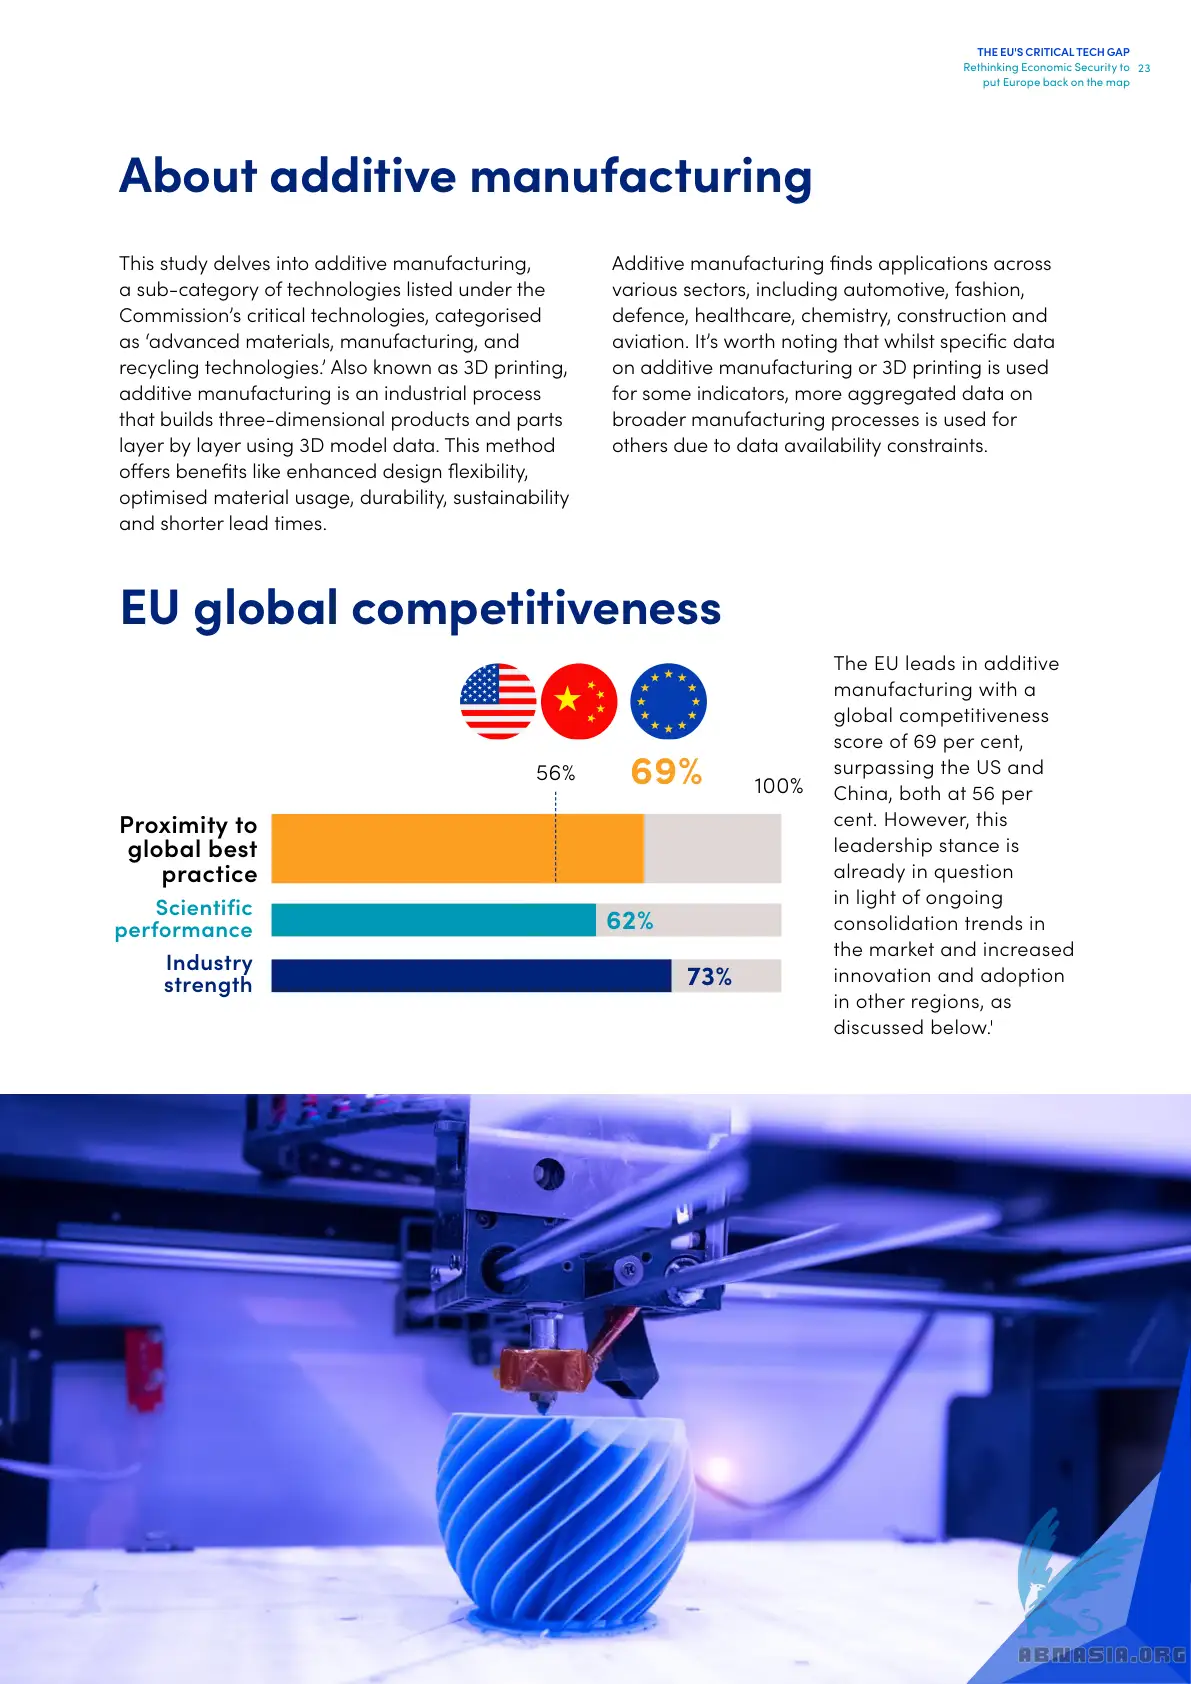 THE EU'S CRITICAL TECH GAP
Rethinking Economic Security to
put Europe back on the map
23
About additive manufacturing
This study delves into additive manufacturing,
a sub-category of technologies listed under the
Commission’s critical technologies, categorised
as ‘advanced materials, manufacturing, and
recycling technologies.’ Also known as 3D printing,
additive manufacturing is an industrial process
that builds three-dimensional products and parts
layer by layer using 3D model data. This method
offers benefits like enhanced design flexibility,
optimised material usage, durability, sustainability
and shorter lead times.
Additive manufacturing finds applications across
various sectors, including automotive, fashion,
defence, healthcare, chemistry, construction and
aviation. It’s worth noting that whilst specific data
on additive manufacturing or 3D printing is used
for some indicators, more aggregated data on
broader manufacturing processes is used for
others due to data availability constraints.
EU global competitiveness
56%
69%
100%
Proximity to
global best
practice
Scientific
performance
62%
Industry
strength
73%
The EU leads in additive
manufacturing with a
global competitiveness
score of 69 per cent,
surpassing the US and
China, both at 56 per
cent. However, this
leadership stance is
already in question
in light of ongoing
consolidation trends in
the market and increased
innovation and adoption
in other regions, as
discussed below.'
ABNASIA.ORG